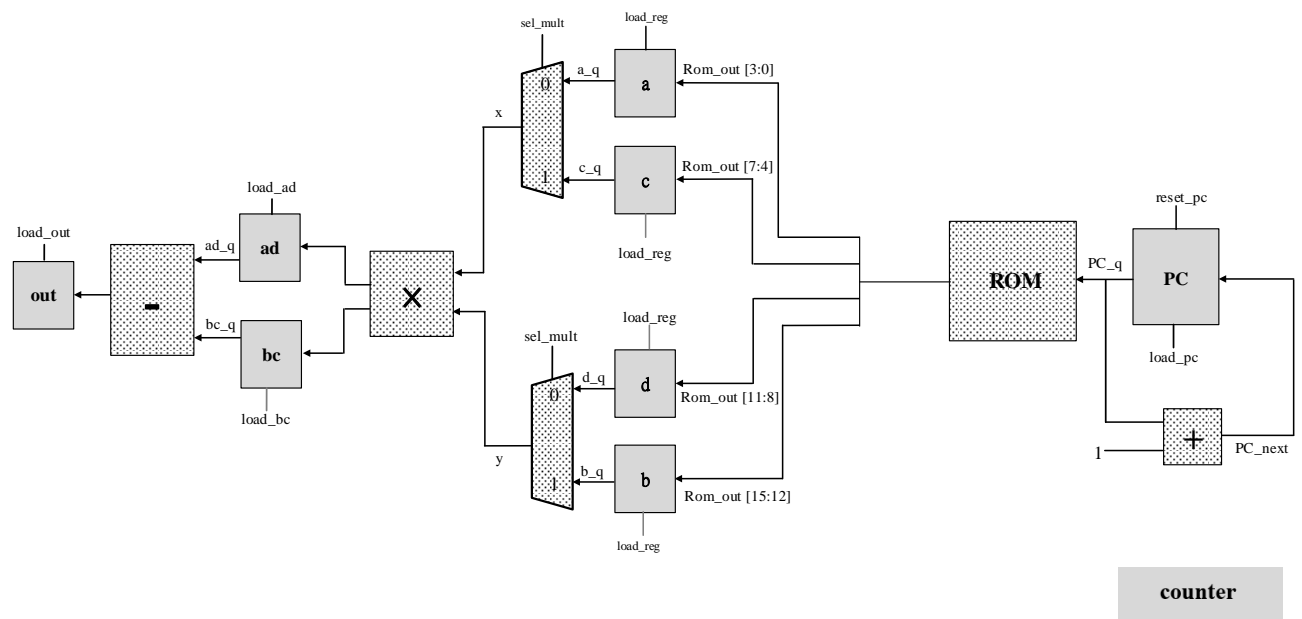 sel_mult
load_reg
a_q
0
a
Rom_out [3:0]
x
c_q
1
c
Rom_out [7:4]
load_reg
load_ad
ad
ad_q
load_out
out
-
bc_q
bc
load_bc
×
sel_mult
load_reg
d_q
0
d
Rom_out [11:8]
y
b_q
1
b
Rom_out [15:12]
load_reg
ROM
PC_q
reset_pc
PC
load_pc
+
1
PC_next
counter